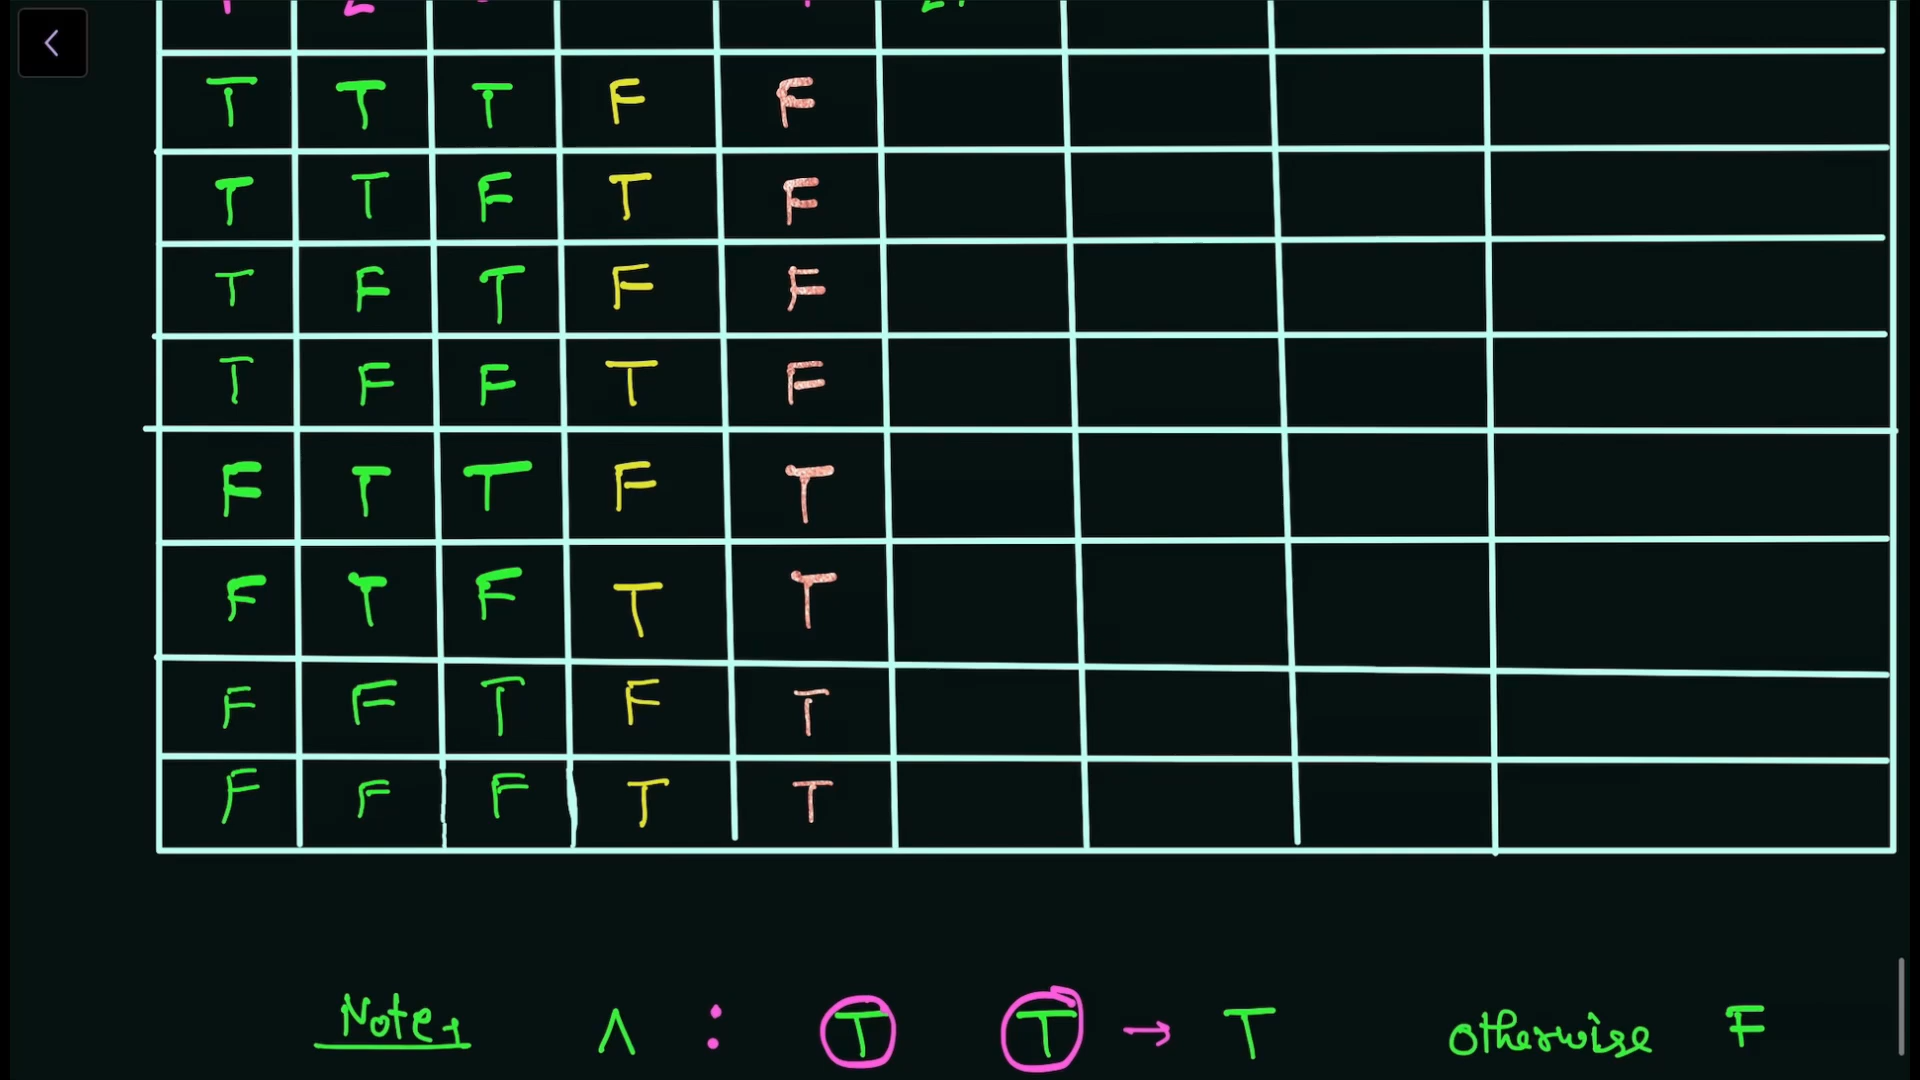 T T T F F
T T F T F
T F T F F
T F F T F
F T T F T
F T F T T
F F T F T
F F F T T
Note, Λ : T T → T otherwise F